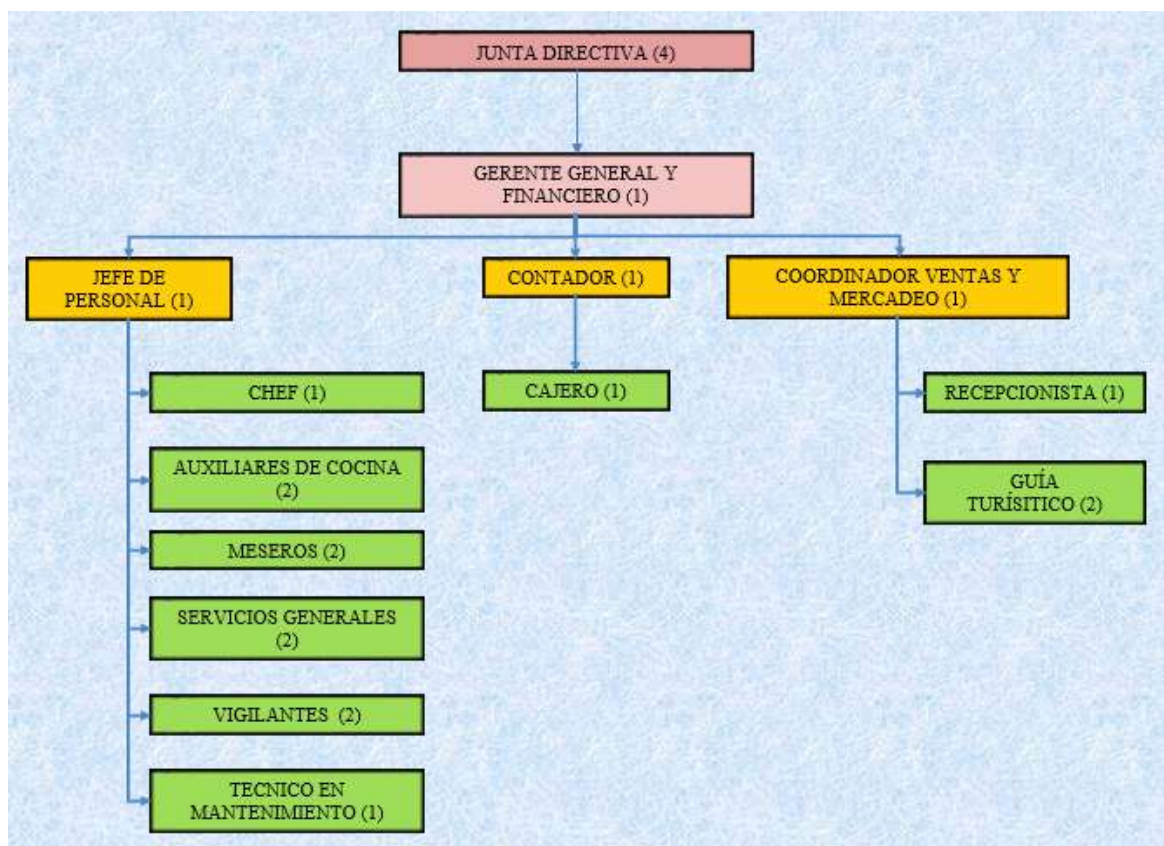 JUNTA DIRECTIVA (4)
GERENTE GENERAL Y
FINANCIERO (1)
JEFE DE
PERSONAL (1)
CONTADOR (1)
COORDINADOR VENTAS Y
MERCADEO (1)
CHEF (1)
AUXILIARES DE COCINA
(2)
MESEROS (2)
SERVICIOS GENERALES
(2)
VIGILANTES (2)
TECNICO EN
MANTENIMIENTO (1)
CAJERO (1)
RECEPCIONISTA (1)
GUÍA
TURÍSITICO (2)